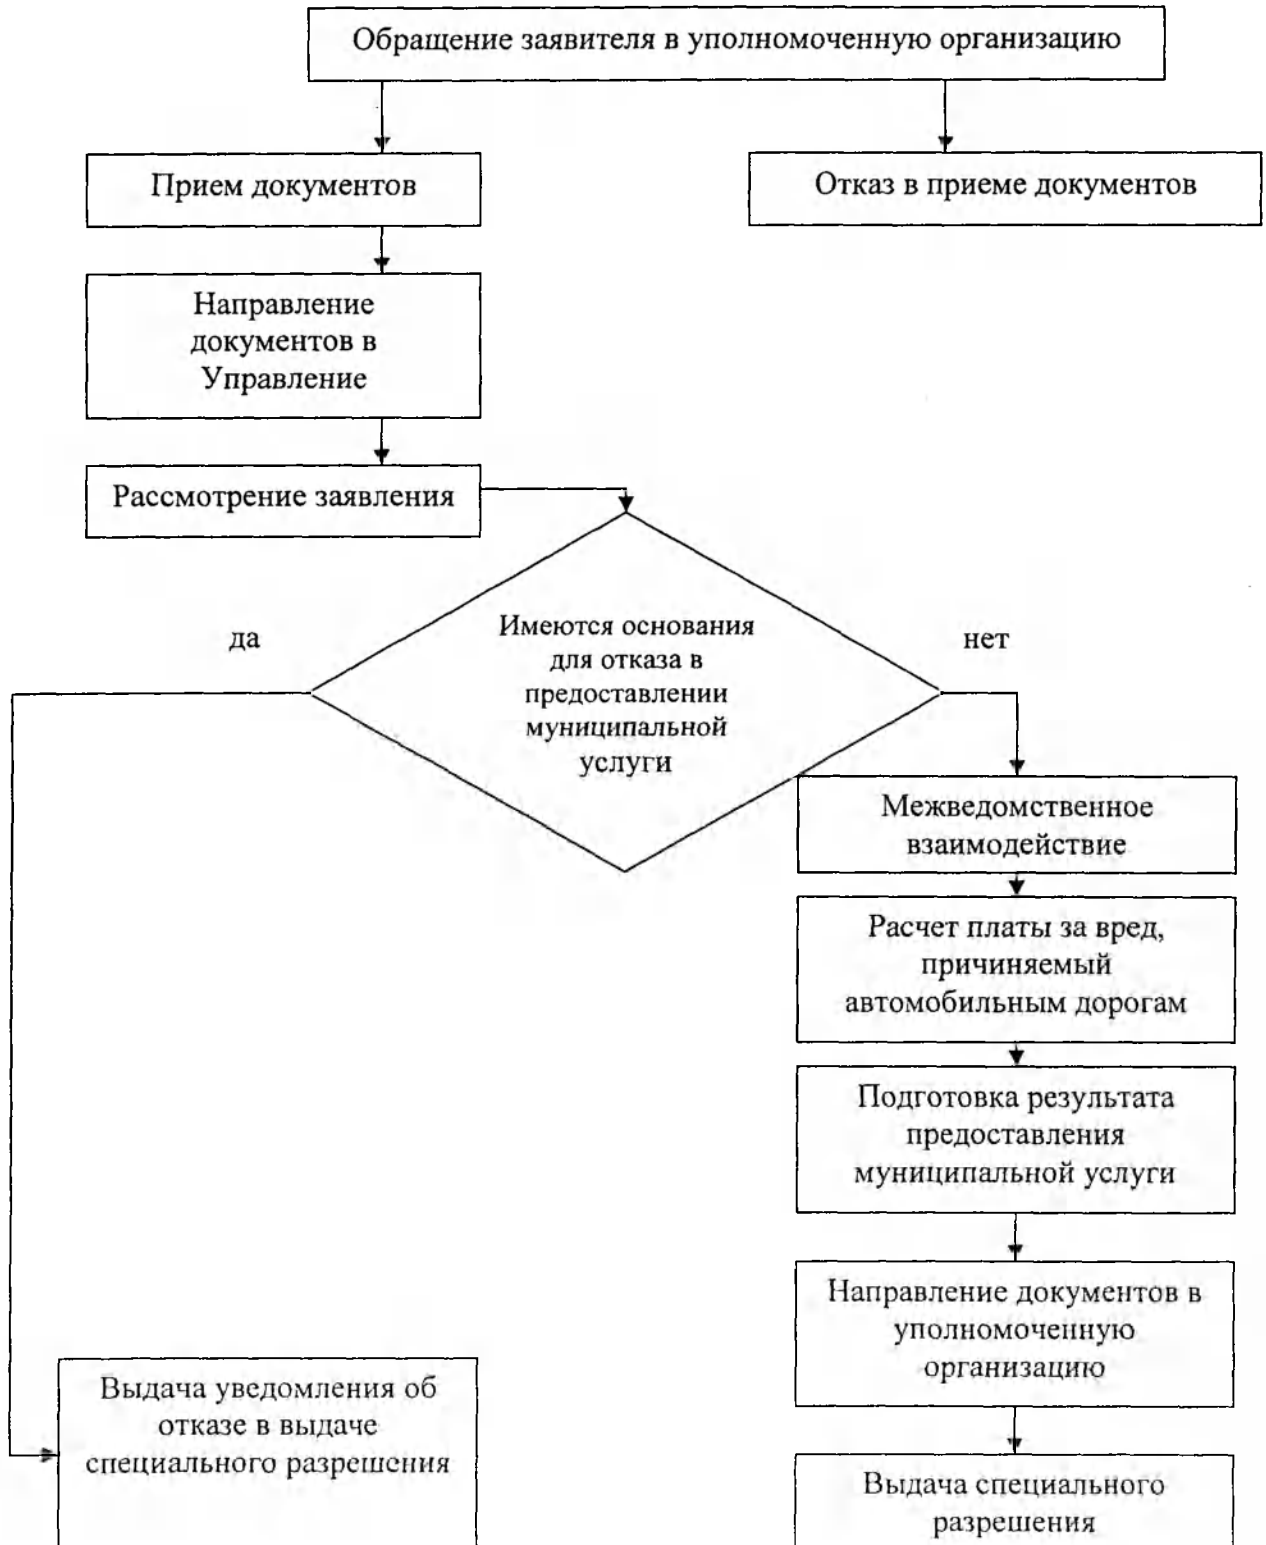 Обращение заявителя в уполномоченную организацию
Прием документов
Отказ в приеме документов
Направление
документов в
Управление
Рассмотрение заявления
да
Имеются основания
для отказа в
предоставлении
муниципальной
услуги
нет
Межведомственное
взаимодействие
Расчет платы за вред,
причиняемый
автомобильным дорогам
Подготовка результата
предоставления
муниципальной услуги
Направление документов в
уполномоченную
организацию
Выдача уведомления об
отказе в выдаче
специального разрешения
Выдача специального
разрешения